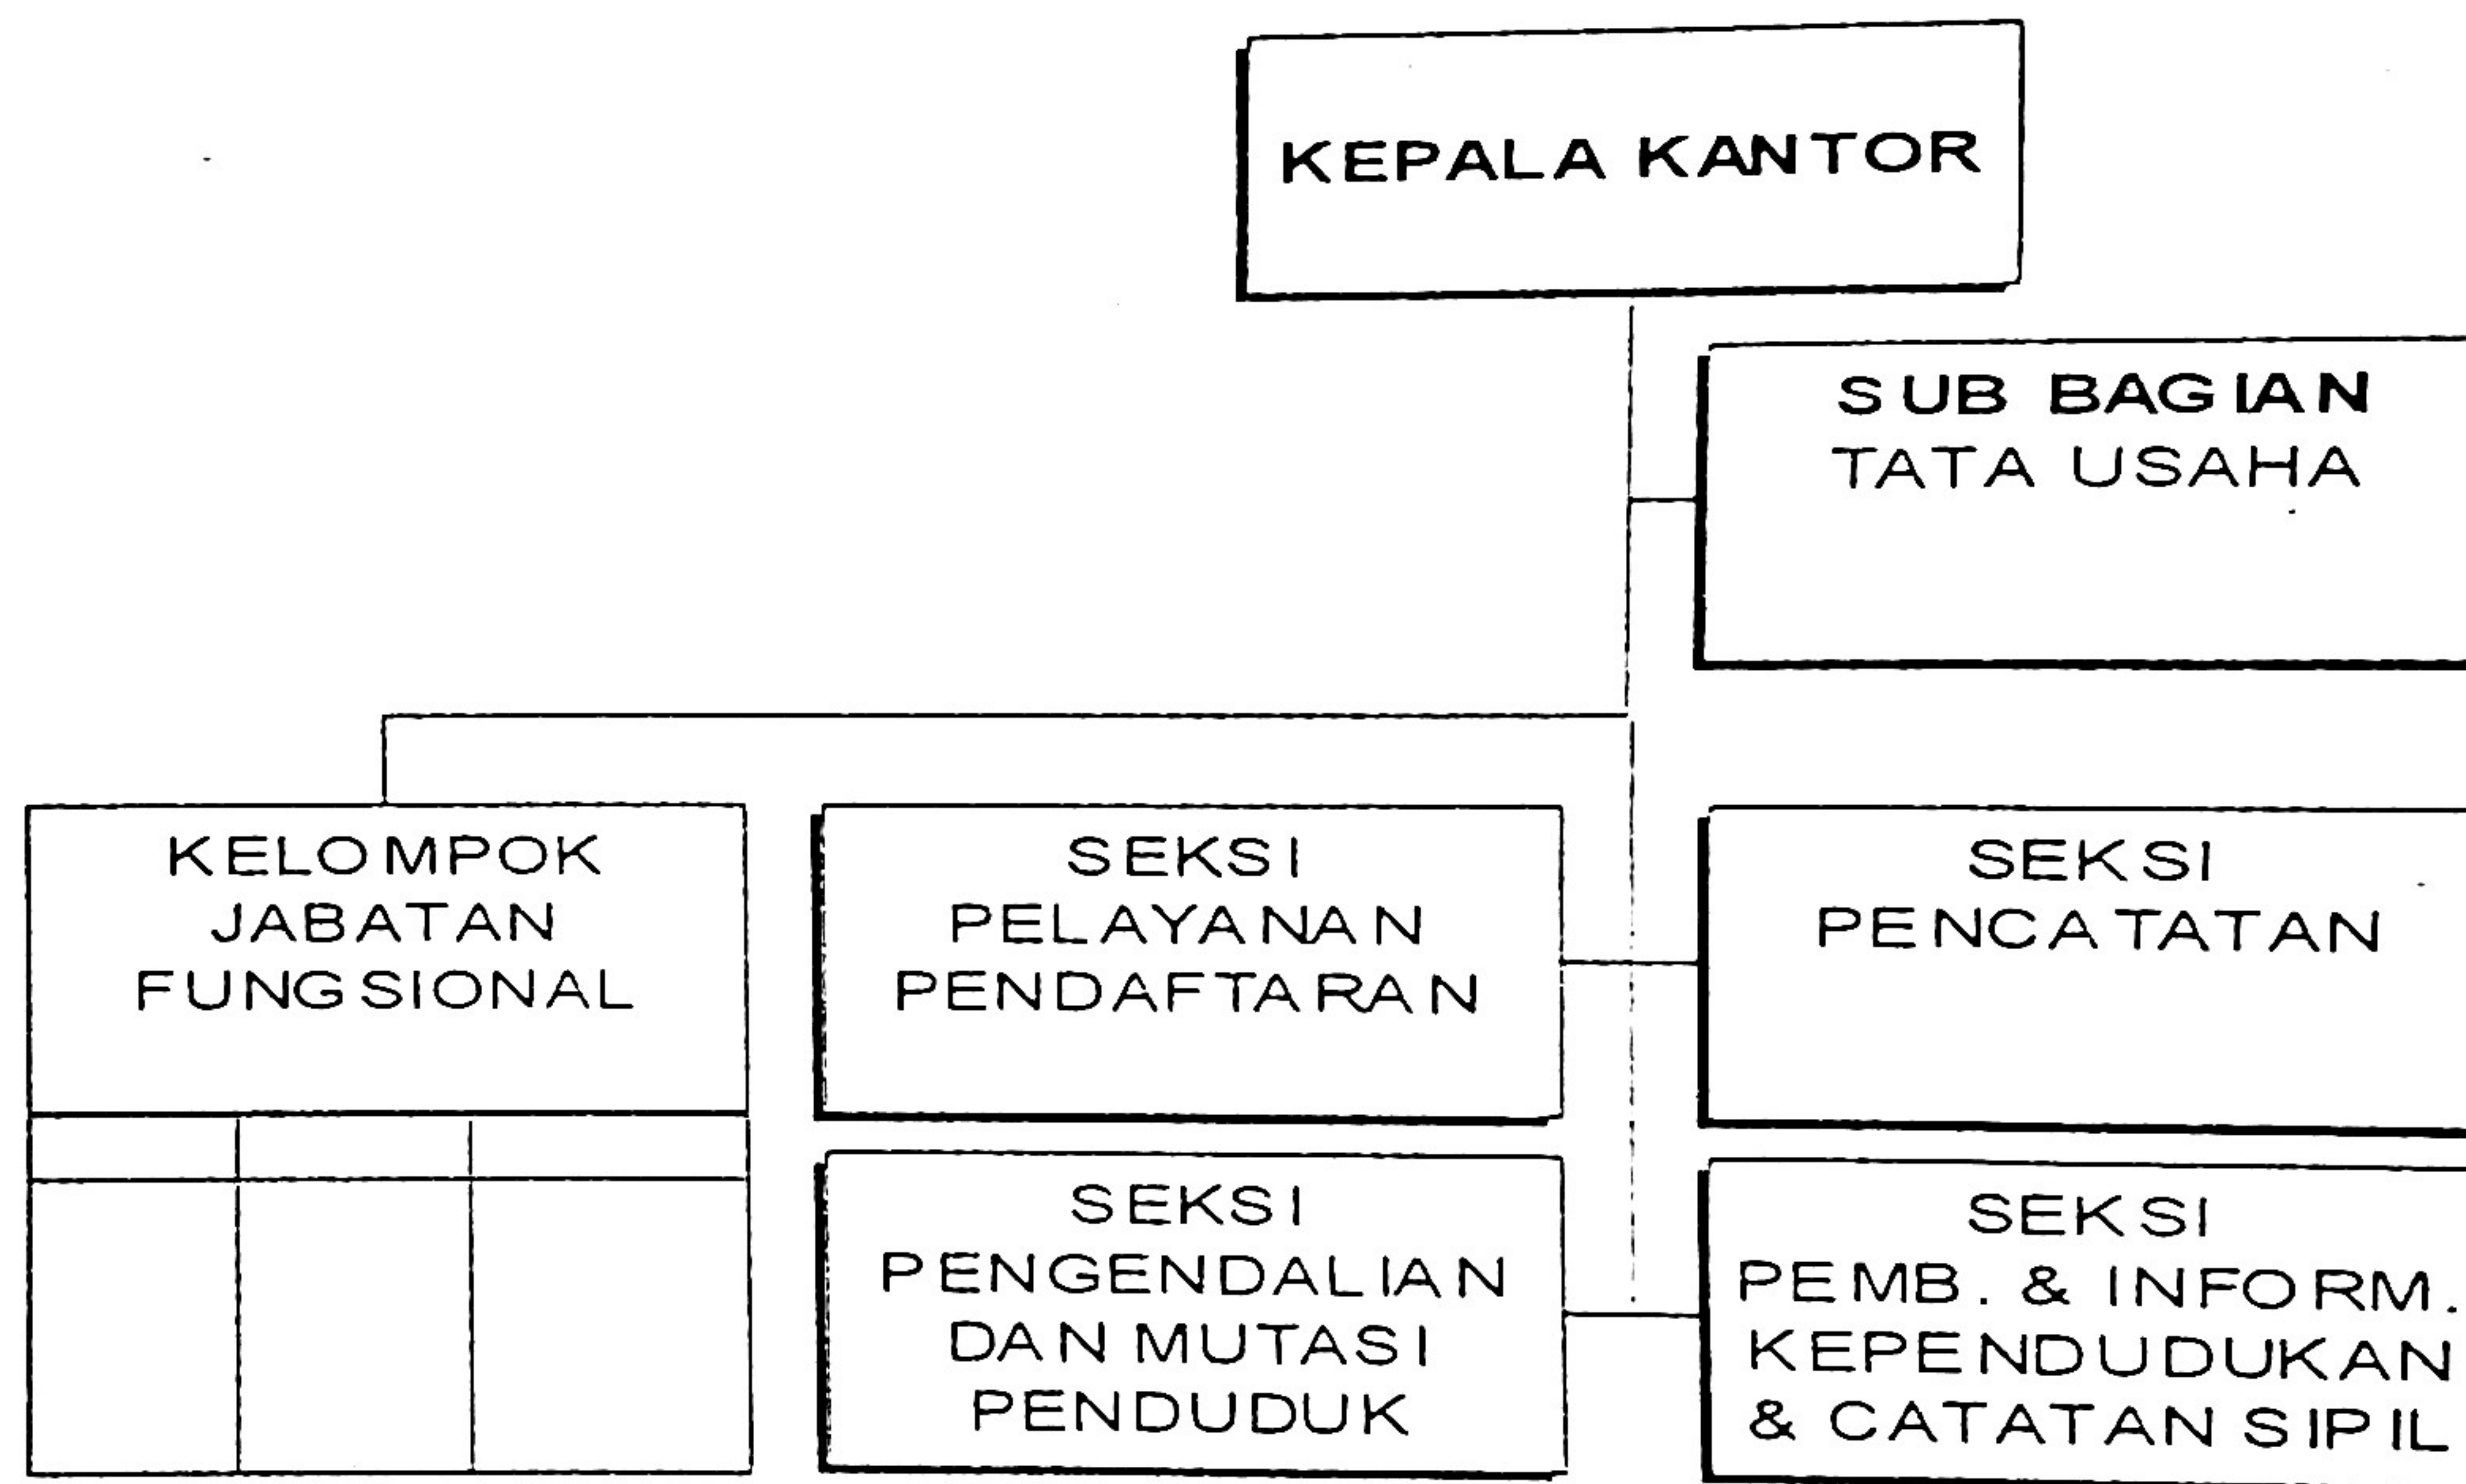 KEPALA KANTOR
SUB BAGIAN
TATA USAHA
KELOMPOK
JABATAN
FUNGSIONAL
SEKSI
PELAYANAN
PENDAFTARAN
SEKSI
PENCATATAN
SEKSI
PENGENDALIAN
DAN MUTASI
PENDUDUK
SEKSI
PEMB. & INFORM.
KEPENDUDUKAN
& CATATAN SIPIL